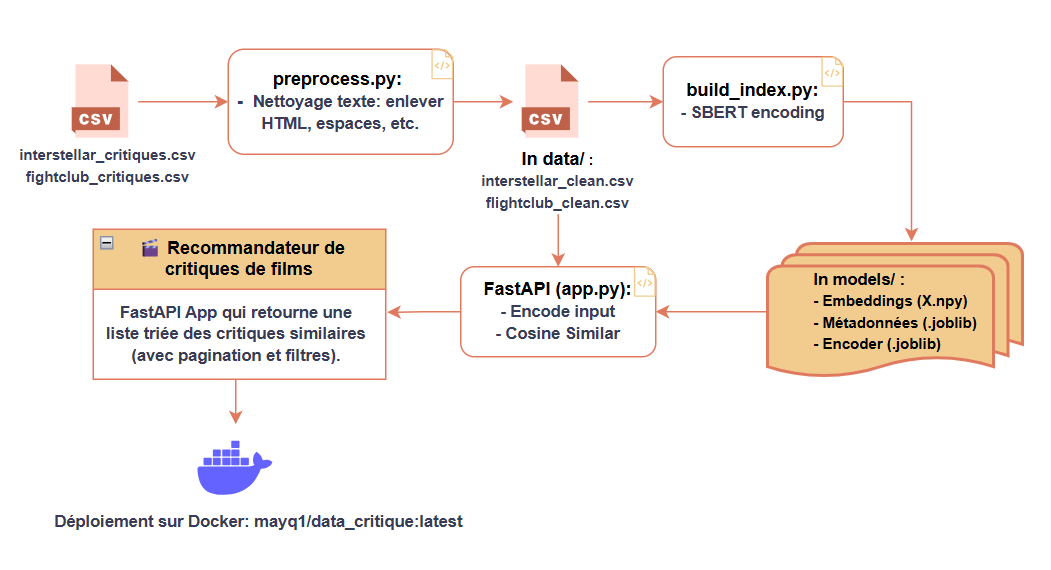 CSV
interstellar_critiques.csv
fightclub_critiques.csv
</>
preprocess.py:
- Nettoyage texte: enlever
HTML, espaces, etc.
CSV
In data/ :
interstellar_clean.csv
flightclub_clean.csv
</>
build_index.py:
- SBERT encoding
In models/ :
- Embeddings (X.npy)
- Métadonnées (.joblib)
- Encoder (.joblib)
</>
FastAPI (app.py):
- Encode input
- Cosine Similar
Recommandateur de
critiques de films
FastAPI App qui retourne une
liste triée des critiques similaires
(avec pagination et filtres).
Déploiement sur Docker: mayq1/data_critique:latest